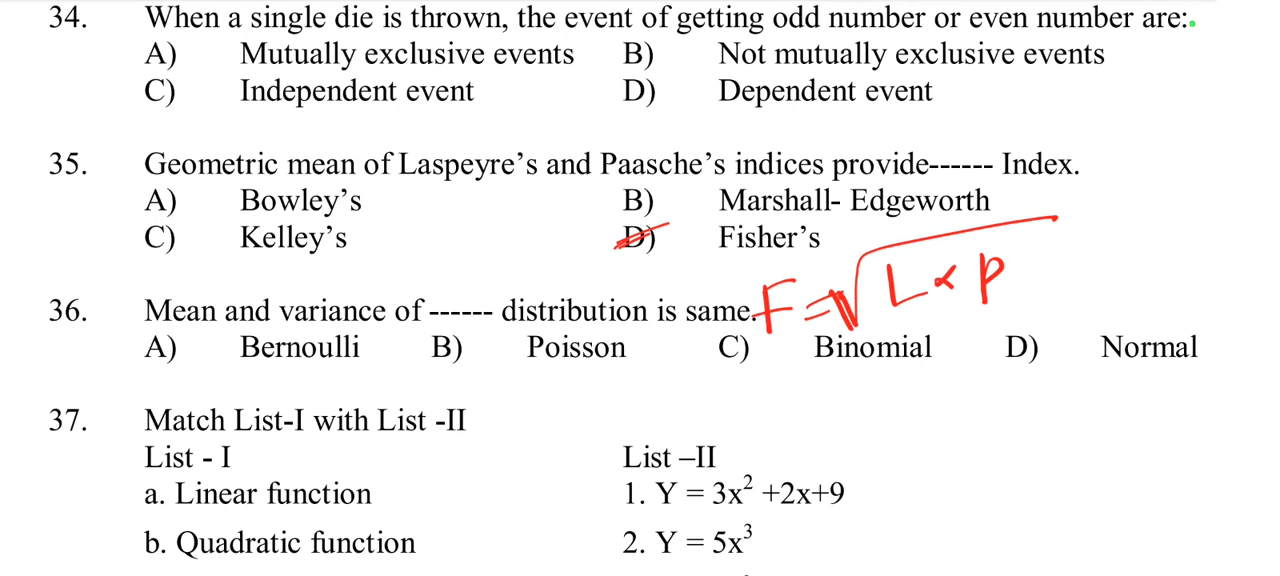 34. When a single die is thrown, the event of getting odd number or even number are:
A) Mutually exclusive events B) Not mutually exclusive events
C) Independent event D) Dependent event
35. Geometric mean of Laspeyre’s and Paasche’s indices provide------ Index.
A) Bowley’s B) Marshall- Edgeworth
C) Kelley’s D) Fisher’s
F = √L × P
36. Mean and variance of ------ distribution is same.
A) Bernoulli B) Poisson C) Binomial D) Normal
37. Match List-I with List -II
List - I List –II
a. Linear function 1. Y = 3x² +2x+9
b. Quadratic function 2. Y = 5x³